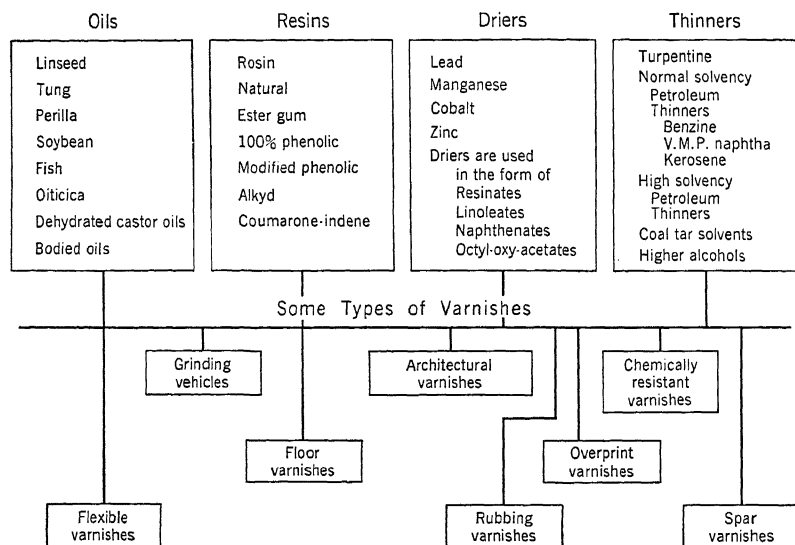 Oils
Linseed
Tung
Perilla
Soybean
Fish
Oiticica
Dehydrated castor oils
Bodied oils
Resins
Rosin
Natural
Ester gum
100% phenolic
Modified phenolic
Alkyd
Coumarone-indene
Driers
Lead
Manganese
Cobalt
Zinc
Driers are used
in the form of
Resinates
Linoleates
Naphthenates
Octyl-oxy-acetates
Thinners
Turpentine
Normal solvency
Petroleum
Thinners
Benzine
V.M.P. naphtha
Kerosene
High solvency
Petroleum
Thinners
Coal tar solvents
Higher alcohols
Some Types of Varnishes
Grinding
vehicles
Architectural
varnishes
Chemically
resistant
varnishes
Floor
varnishes
Overprint
varnishes
Flexible
varnishes
Rubbing
varnishes
Spar
varnishes